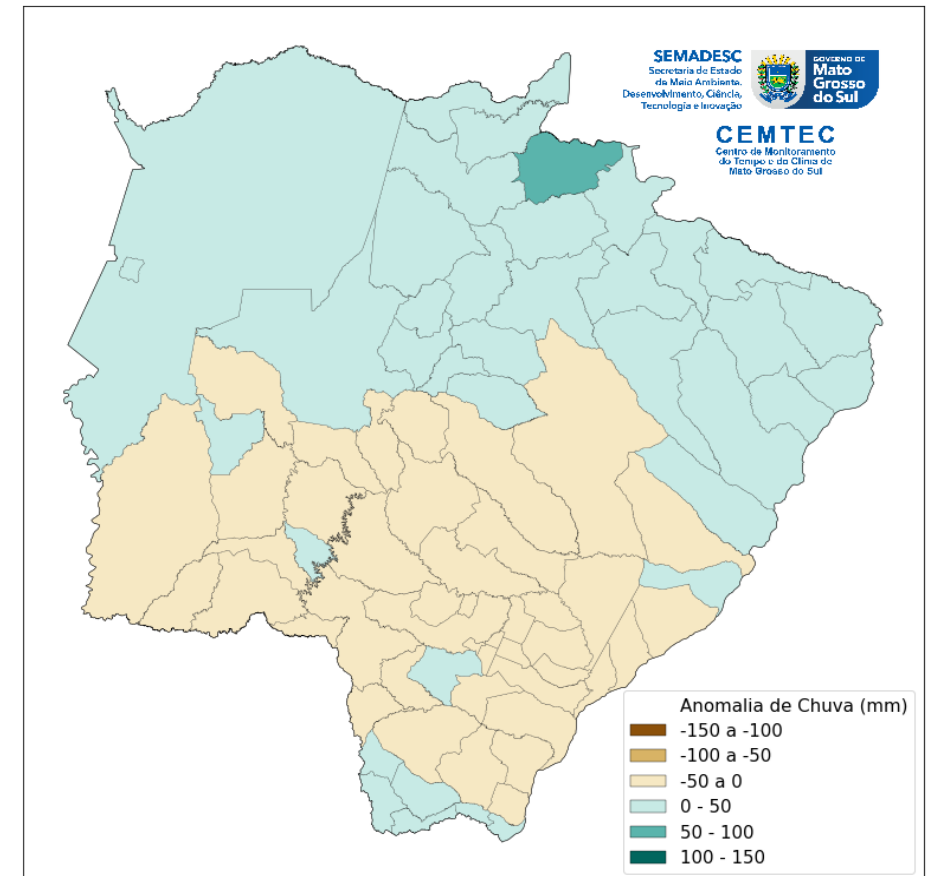 SEMADESC
Secretaria de Estado
de Meio Ambiente,
Desenvolvimento, Ciência,
Tecnologia e Inovação
GOVERNO DE
Mato
Grosso
do Sul
CEMTEC
Centro de Monitoramento
do Tempo e do Clima de
Mato Grosso do Sul
Anomalia de Chuva (mm)
-150 a -100
-100 a -50
-50 a 0
0 - 50
50 - 100
100 - 150